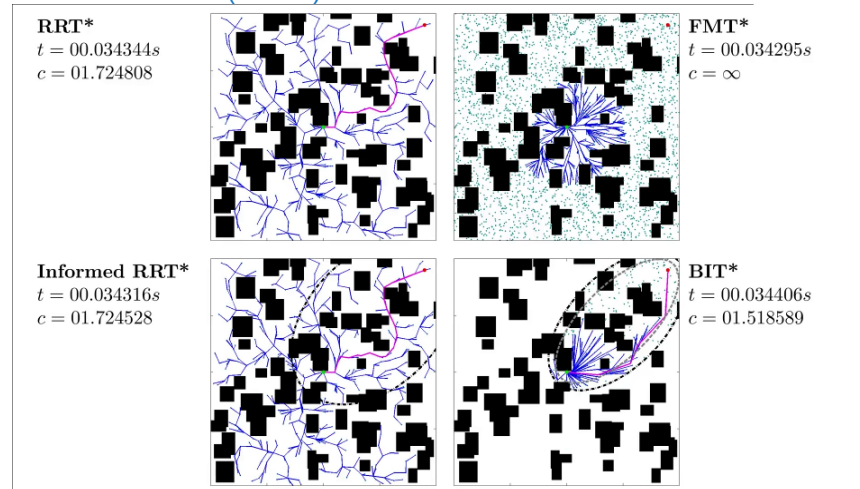 RRT*
t = 00.034344s
c = 01.724808
FMT*
t = 00.034295s
c = ∞
Informed RRT*
t = 00.034316s
c = 01.724528
BIT*
t = 00.034406s
c = 01.518589